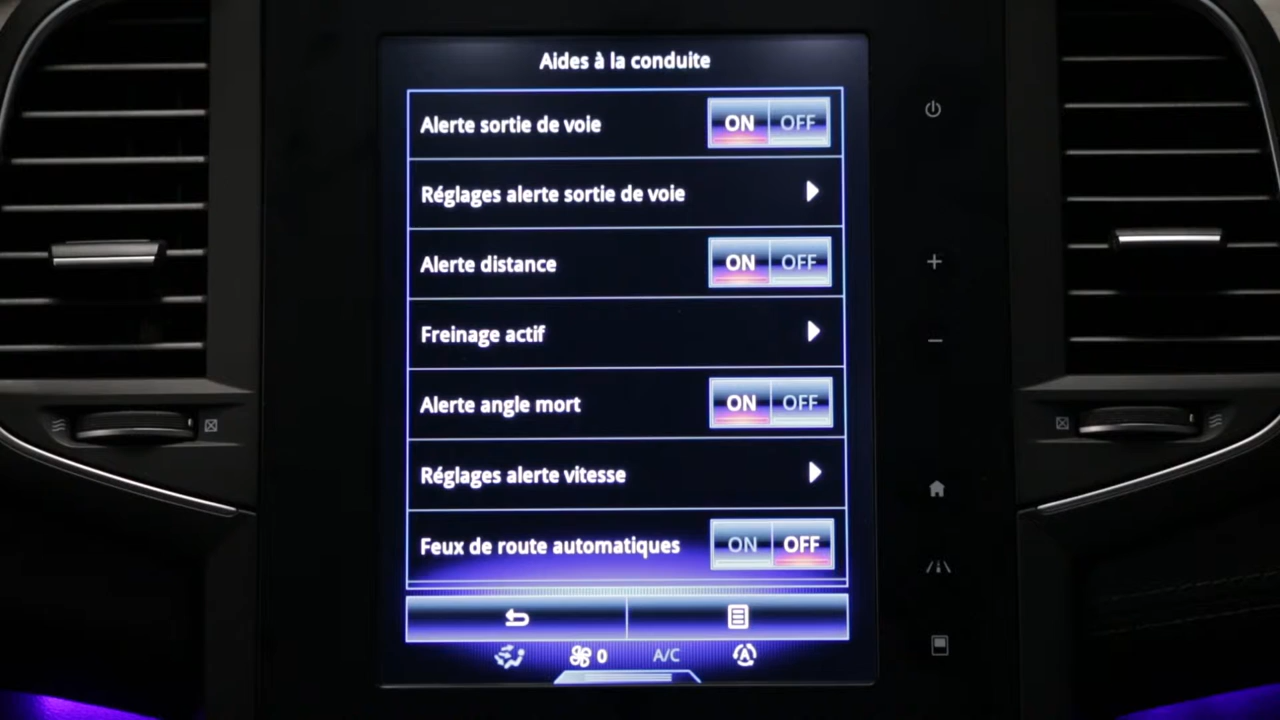 Aides à la conduite
Alerte sortie de voie ON OFF
Réglages alerte sortie de voie
Alerte distance ON OFF
Freinage actif
Alerte angle mort ON OFF
Réglages alerte vitesse
Feux de route automatiques ON OFF
0 A/C